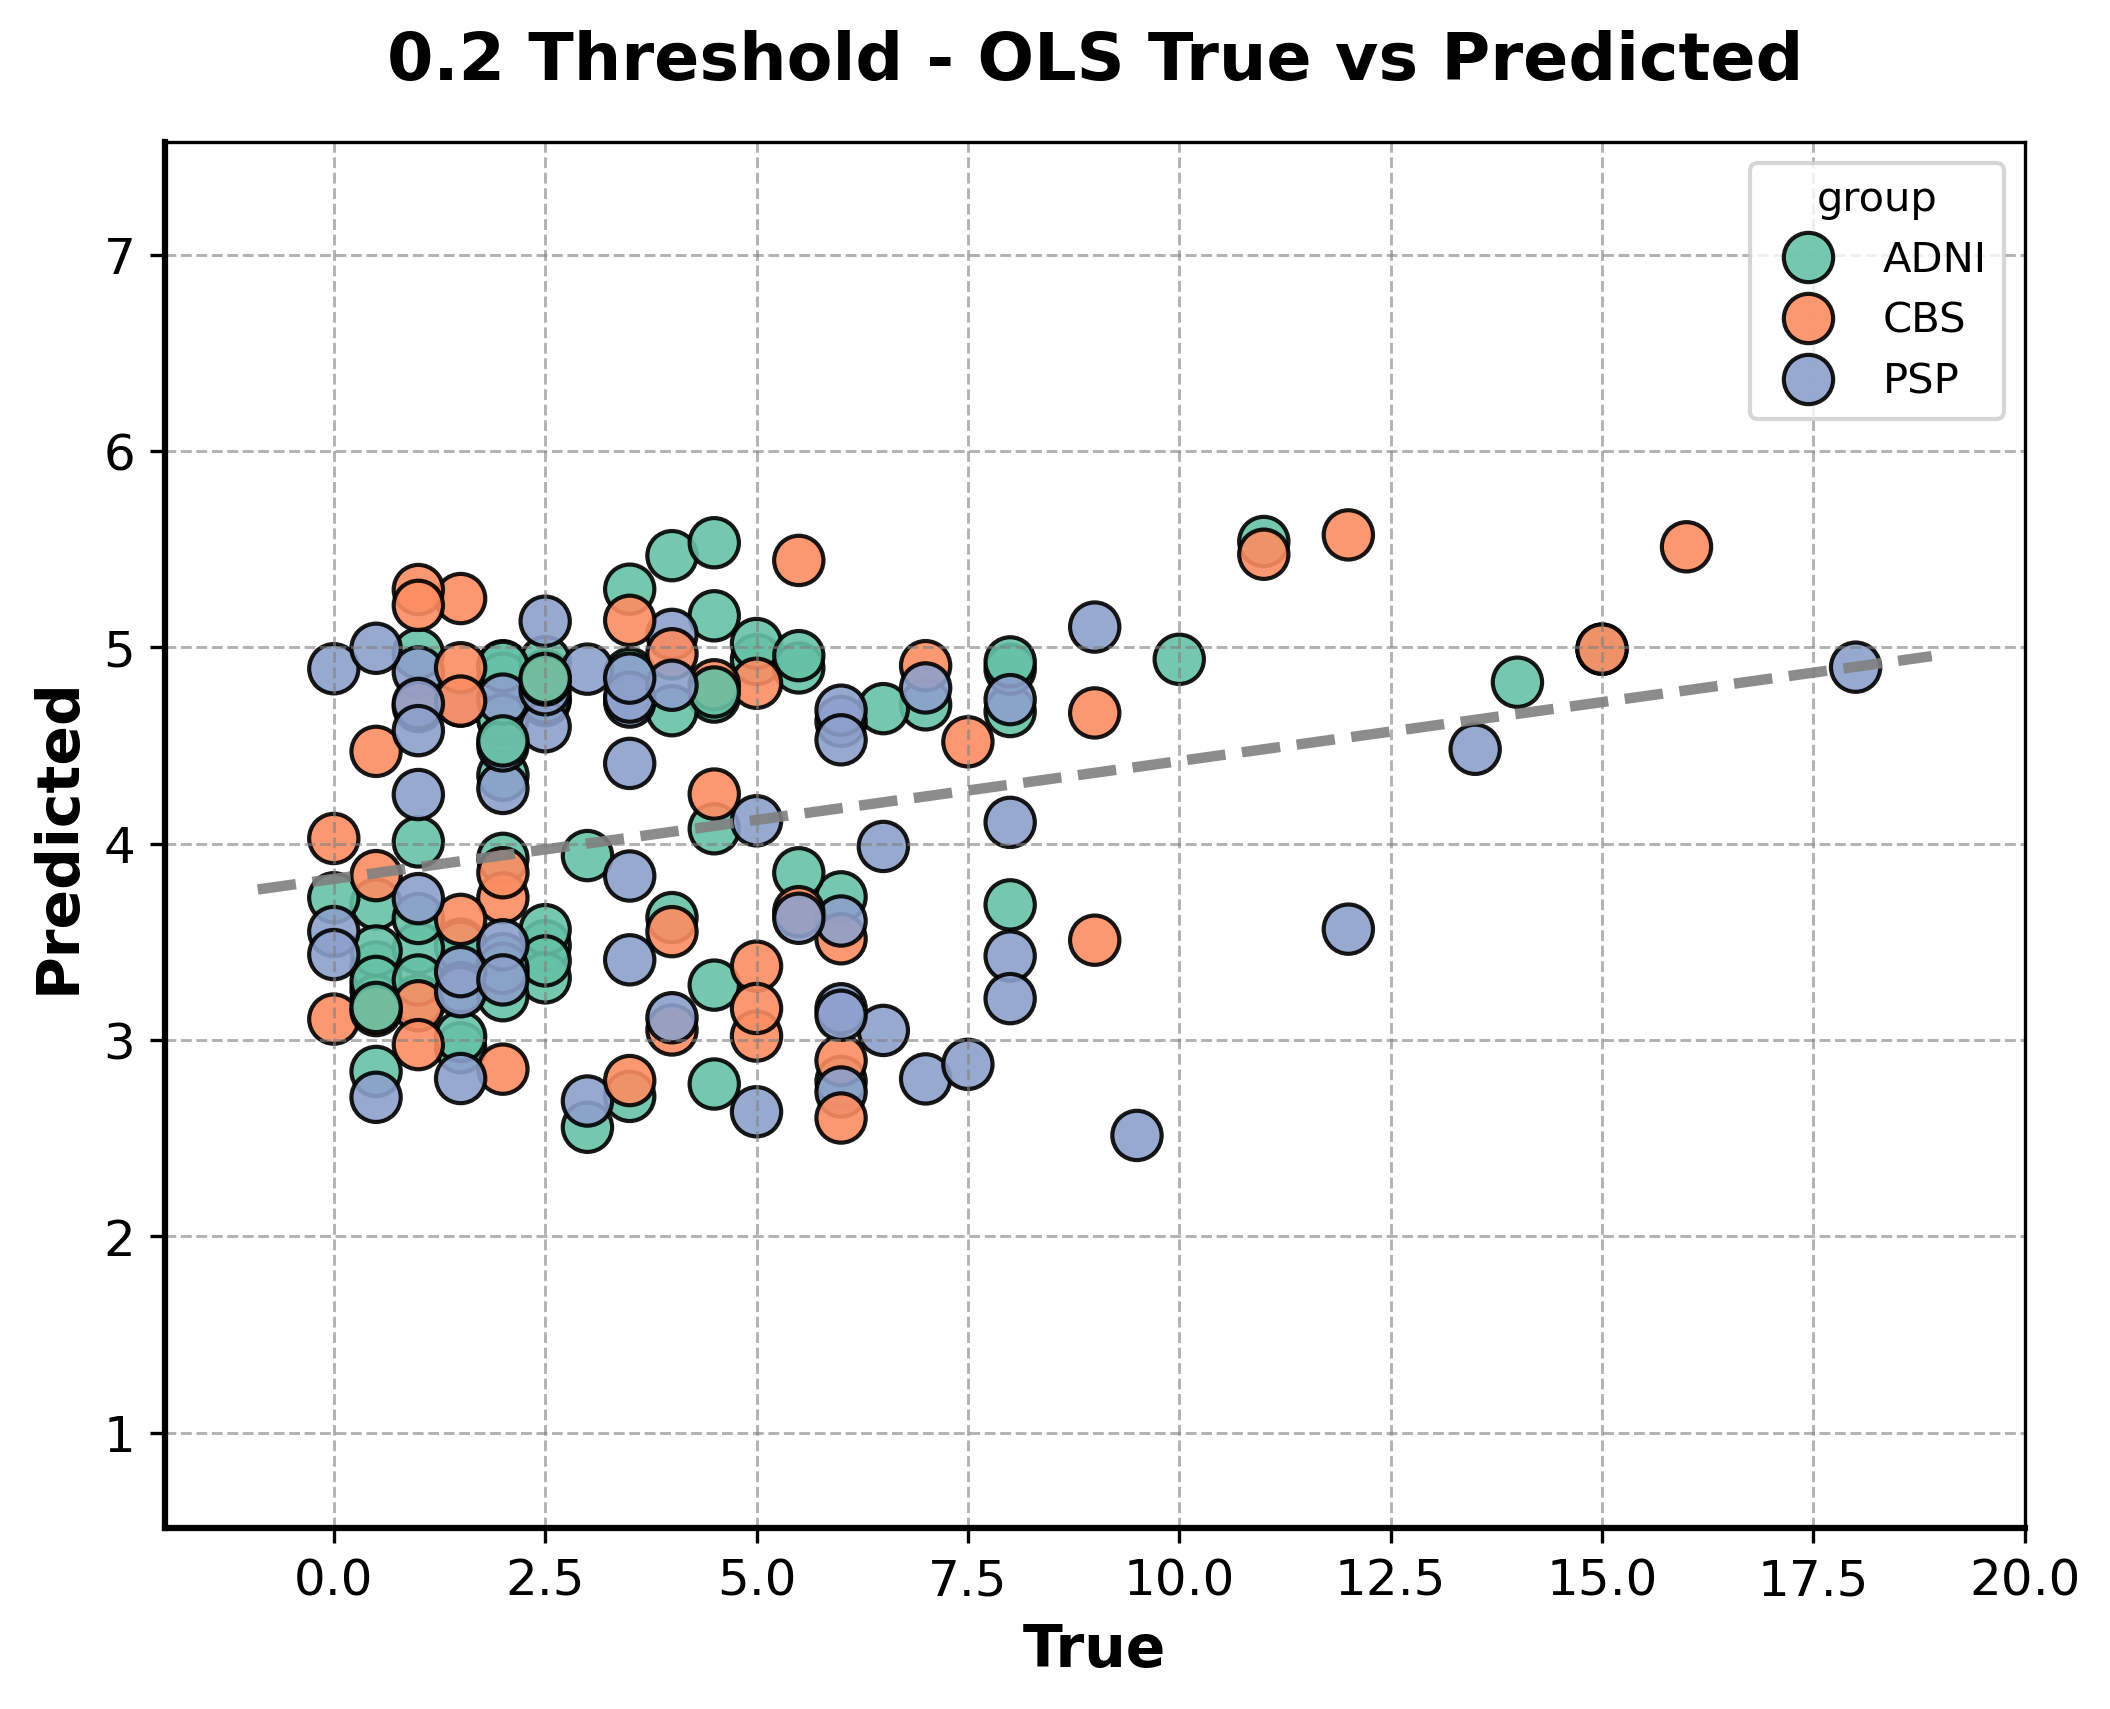 0.2 Threshold - OLS True vs Predicted
group
ADNI
CBS
PSP
Predicted
7
6
5
4
3
2
1
0.0 2.5 5.0 7.5 10.0 12.5 15.0 17.5 20.0
True